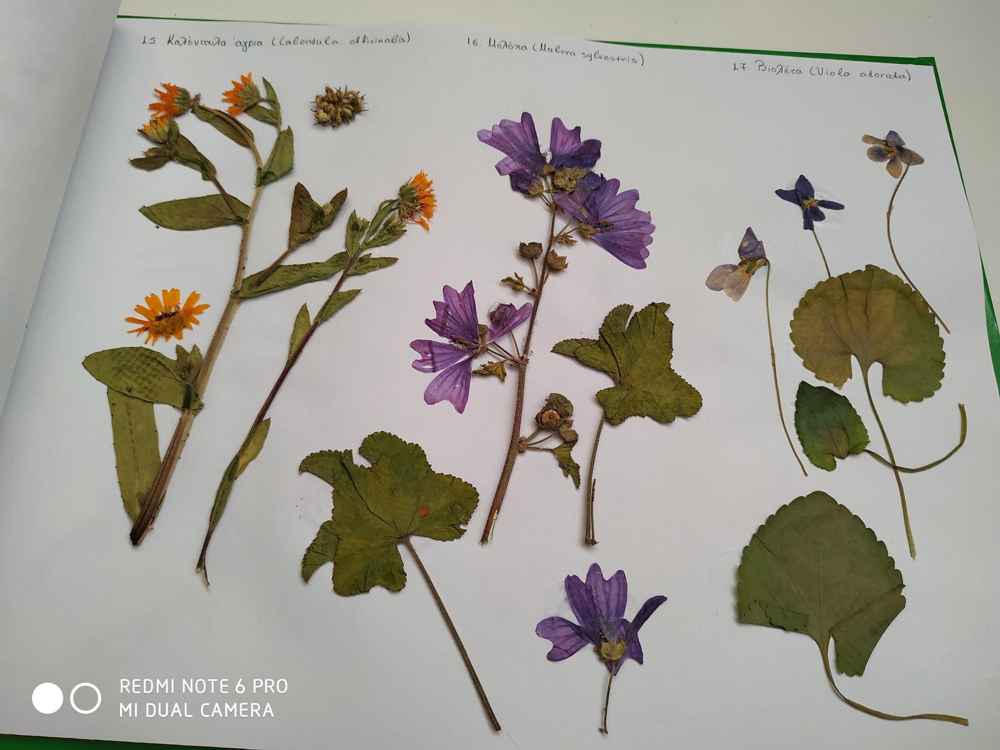 15. Καλέντουλα άγρια (Calendula officinalis)
16. Μολόχα (Malvva sylvestris)
17. Βιολέτα (Viola adorata)
REDMI NOTE 6 PRO
MI DUAL CAMERA